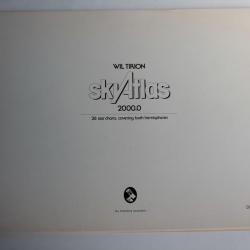 WIL TIRION
skyAtlas
2000.0
26 star charts, covering both hemispheres